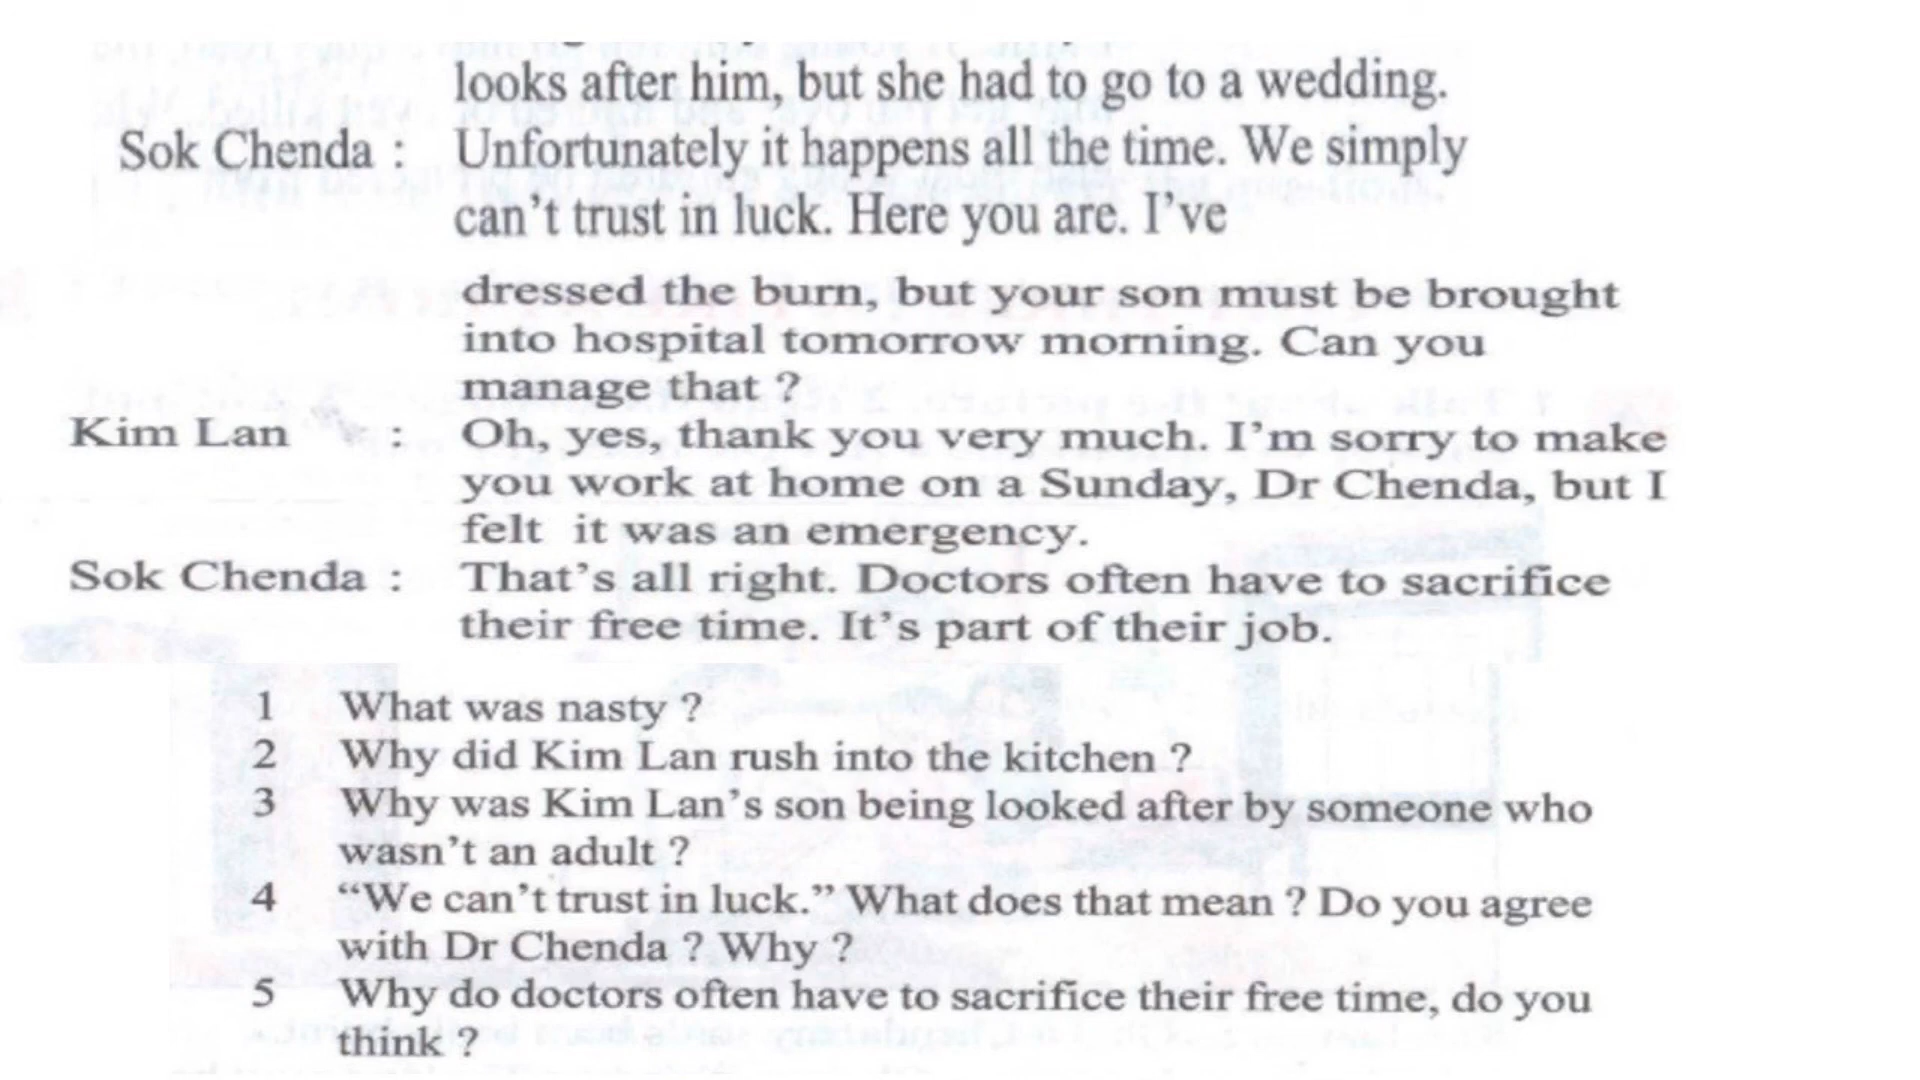 looks after him, but she had to go to a wedding.
Sok Chenda : Unfortunately it happens all the time. We simply
can't trust in luck. Here you are. I've
dressed the burn, but your son must be brought
into hospital tomorrow morning. Can you
manage that ?
Kim Lan : Oh, yes, thank you very much. I'm sorry to make
you work at home on a Sunday, Dr Chenda, but I
felt it was an emergency.
Sok Chenda : That's all right. Doctors often have to sacrifice
their free time. It's part of their job.
1 What was nasty ?
2 Why did Kim Lan rush into the kitchen ?
3 Why was Kim Lan's son being looked after by someone who
wasn't an adult ?
4 “We can't trust in luck.” What does that mean ? Do you agree
with Dr Chenda ? Why ?
5 Why do doctors often have to sacrifice their free time, do you
think ?